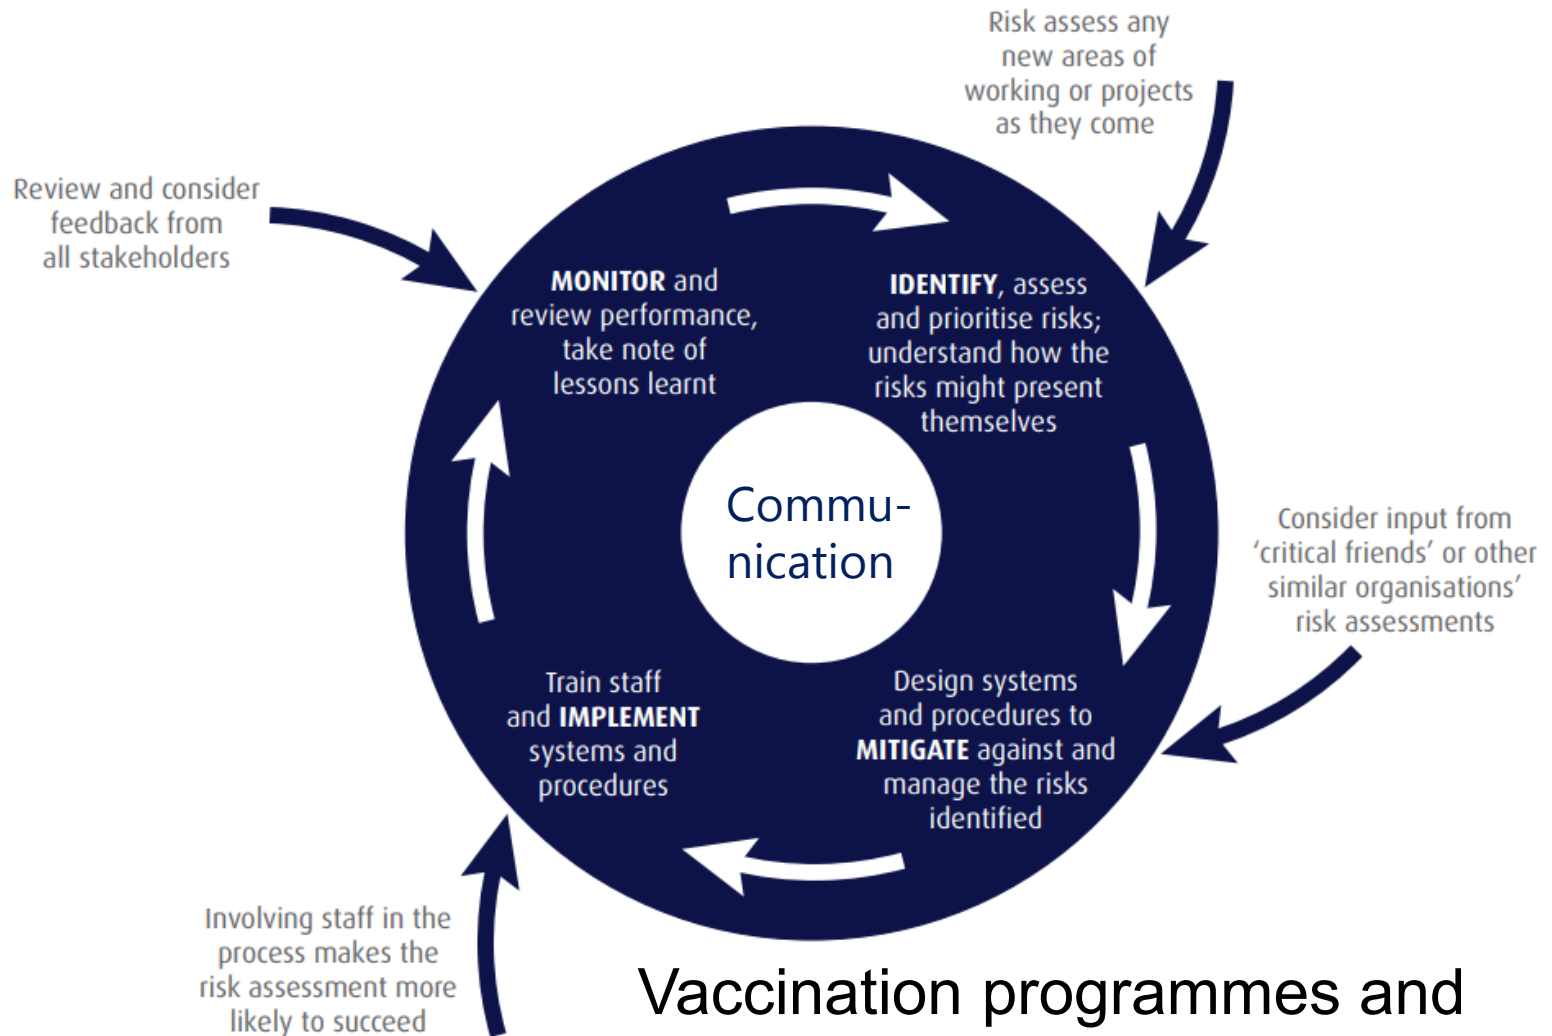 Risk assess any
new areas of
working or projects
as they come
Review and consider
feedback from
all stakeholders
MONITOR and
review performance,
take note of
lessons learnt
IDENTIFY, assess
and prioritise risks;
understand how the
risks might present
themselves
Commu-
nication
Consider input from
‘critical friends’ or other
similar organisations’
risk assessments
Train staff
and IMPLEMENT
systems and
procedures
Design systems
and procedures to
MITIGATE against and
manage the risks
identified
Involving staff in the
process makes the
risk assessment more
likely to succeed
Vaccination programmes and